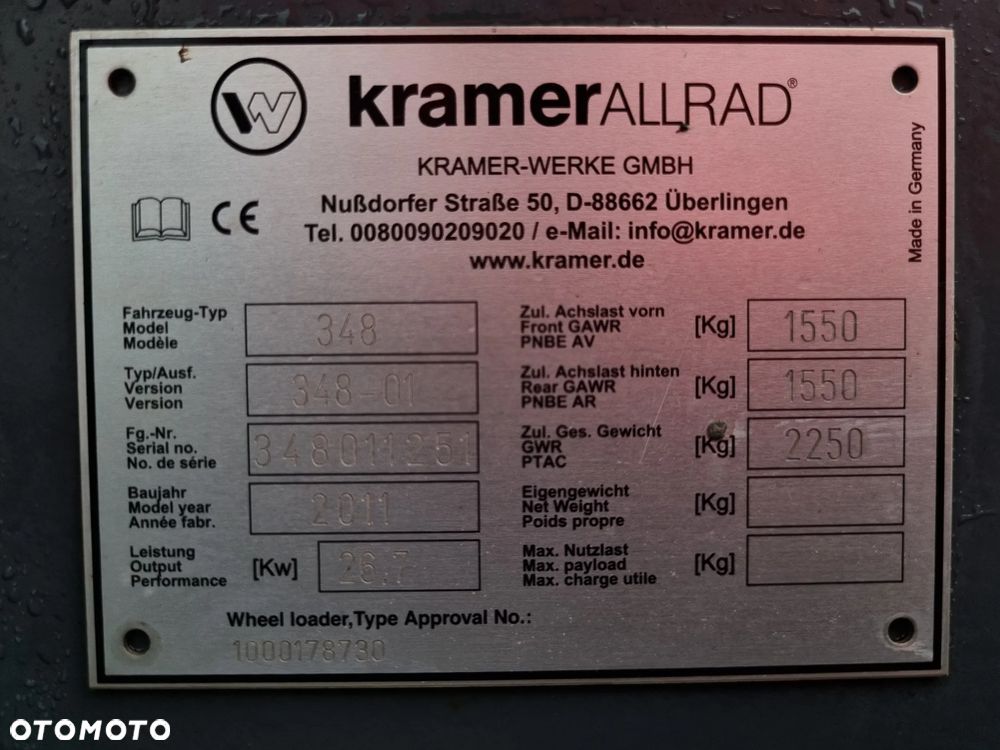 kramerALLRAD®
KRAMER-WERKE GMBH
Nußdorfer Straße 50, D-88662 Überlingen
Tel. 0080090209020 / e-Mail: info@kramer.de
www.kramer.de
CE
Made in Germany
Fahrzeug-Typ
Model
Modèle
348
Typ/Ausf.
Version
Version
348-01
Fg.-Nr.
Serial no.
No. de série
348011251
Baujahr
Model year
Année fabr.
2011
Leistung
Output
Performance
[Kw]
26.7
Zul. Achslast vorn
Front GAWR
PNBE AV
[Kg]
1550
Zul. Achslast hinten
Rear GAWR
PNBE AR
[Kg]
1550
Zul. Ges. Gewicht
GWR
PTAC
[Kg]
2250
Eigengewicht
Net Weight
Poids propre
[Kg]
Max. Nutzlast
Max. payload
Max. charge utile
[Kg]
Wheel loader,Type Approval No.:
1000178730
OTOMOTO